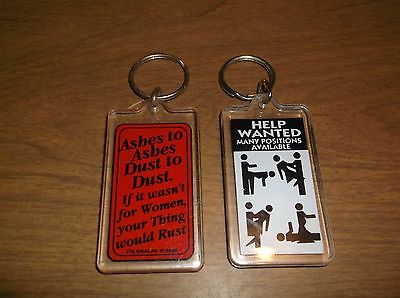 Ashes to
Ashes
Dust to
Dust.
If it wasn't
for Women,
your Thing
would Rust
HELP
WANTED
MANY POSITIONS
AVAILABLE